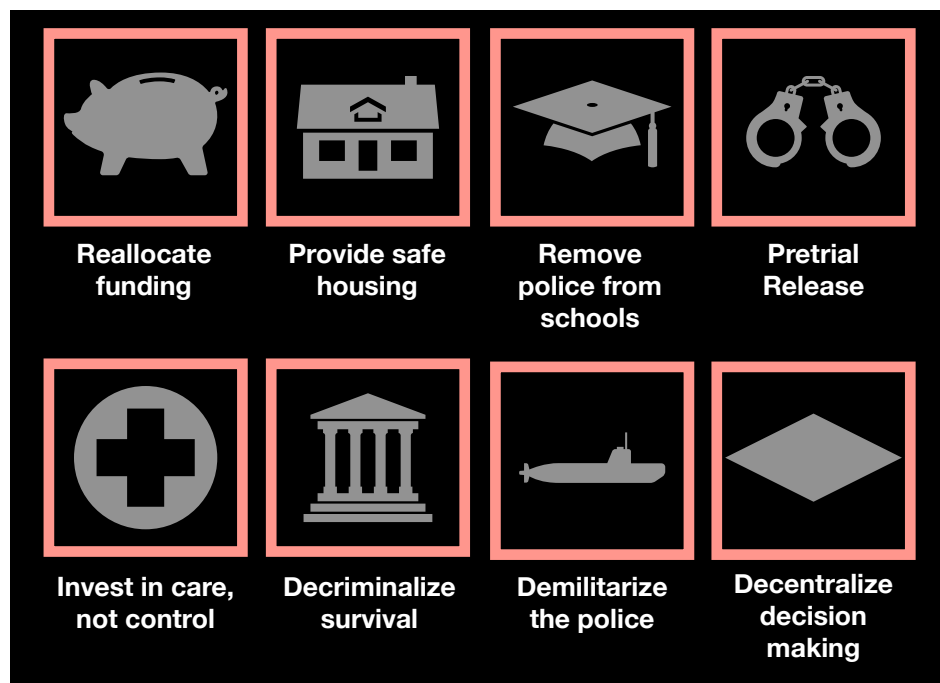 Reallocate
funding
Provide safe
housing
Remove
police from
schools
Pretrial
Release
Invest in care,
not control
Decriminalize
survival
Demilitarize
the police
Decentralize
decision
making